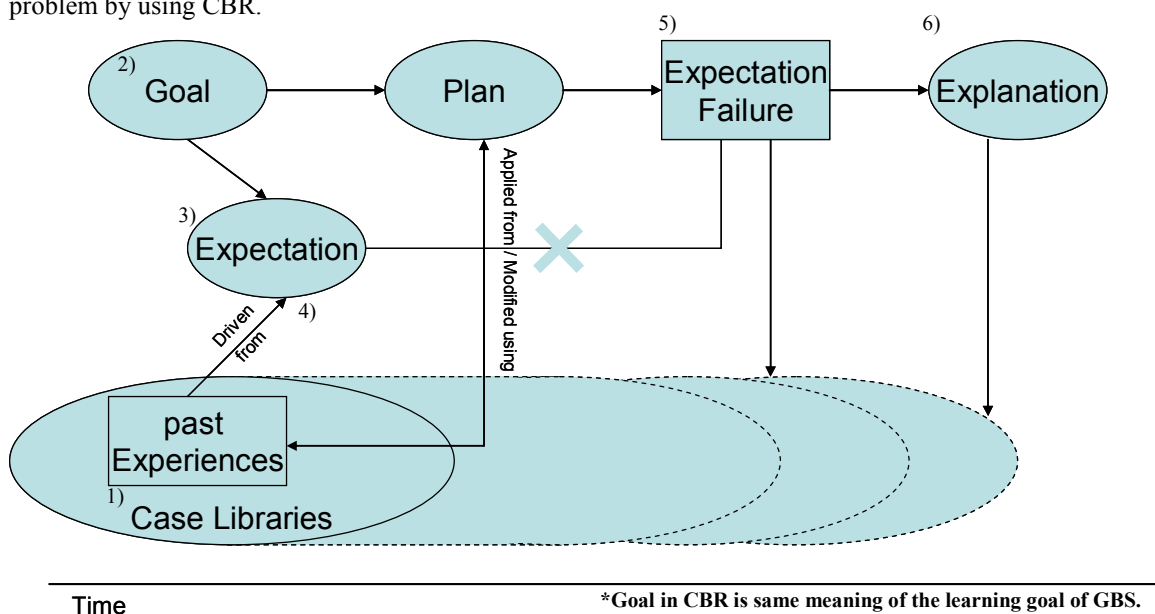 problem by using CBR.
5)
6)
2)
Goal
Plan
Expectation
Failure
Explanation
Applied from / Modified using
3)
Expectation
4)
Driven
from
past
Experiences
1)
Case Libraries
Time
*Goal in CBR is same meaning of the learning goal of GBS.